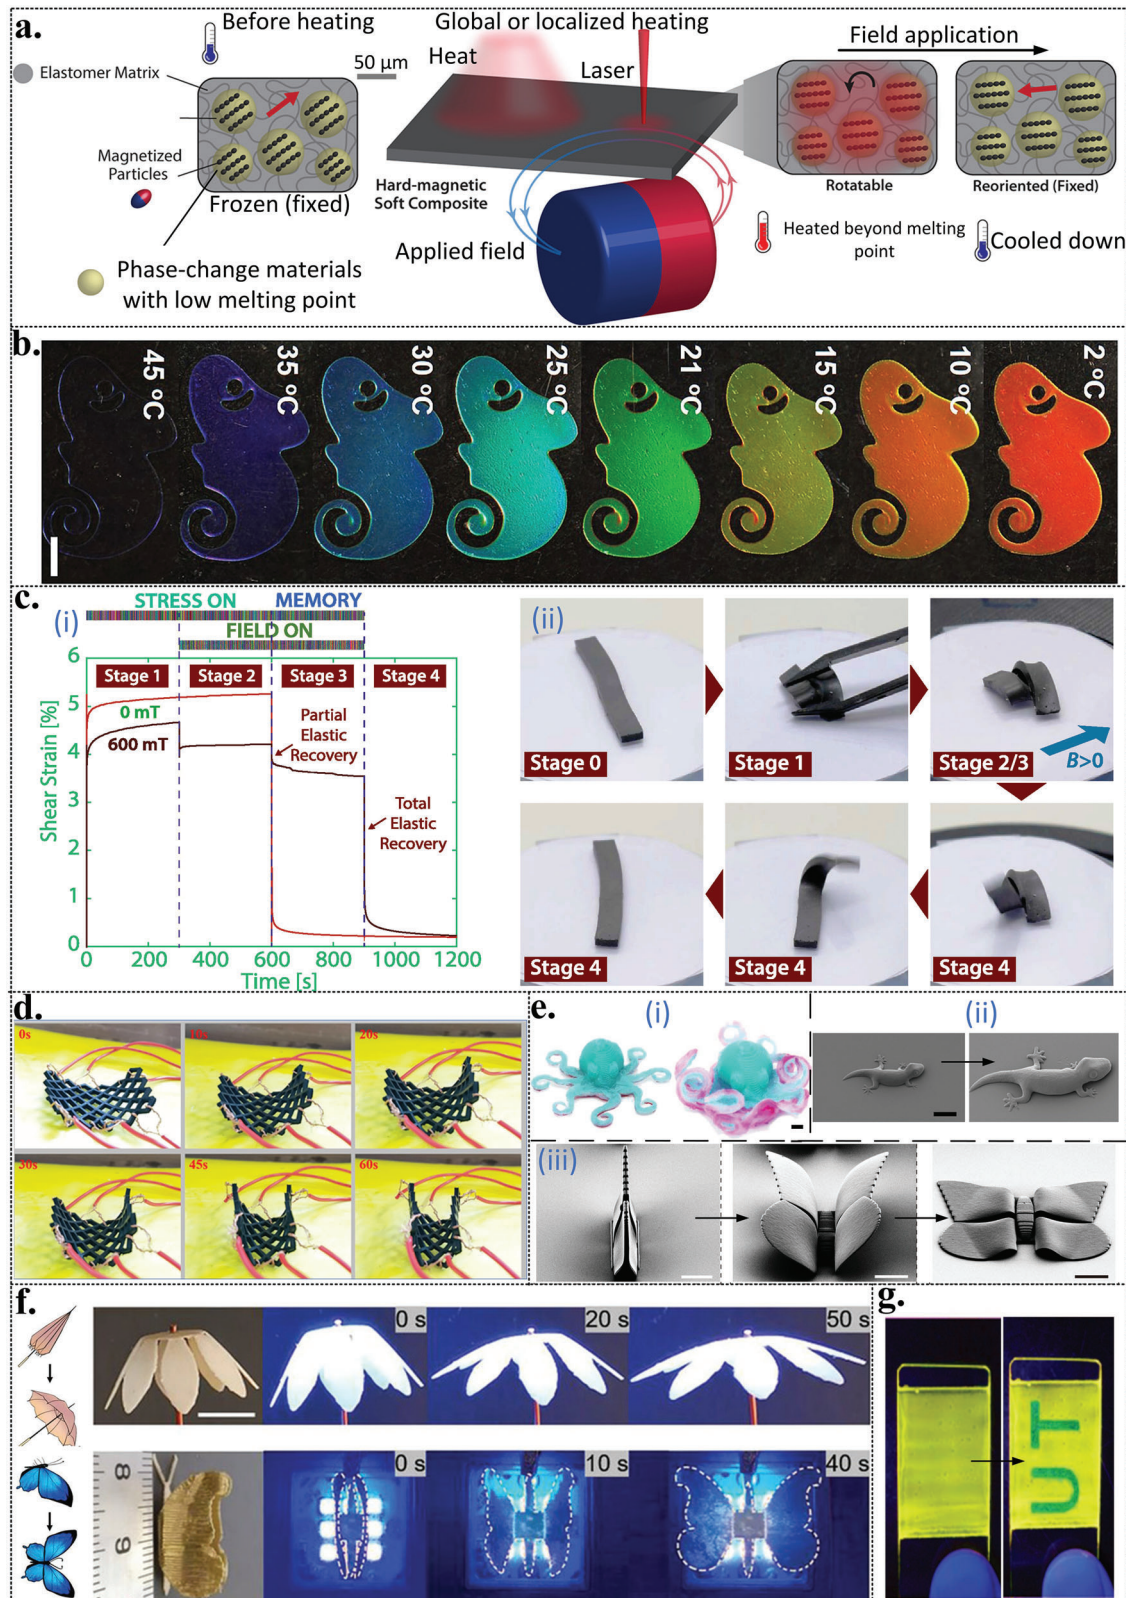 a.
Before heating
Global or localized heating
Field application
Heat
Laser
Elastomer Matrix
50 µm
Magnetized
Particles
Frozen (fixed)
Hard-magnetic
Soft Composite
Applied field
Rotatable
Reoriented (Fixed)
Heated beyond melting
point
Cooled down
Phase-change materials
with low melting point
b.
45 °C
35 °C
30 °C
25 °C
21 °C
15 °C
10 °C
2 °C
c.
(i)
STRESS ON
MEMORY
FIELD ON
Stage 1
Stage 2
Stage 3
Stage 4
0 mT
600 mT
Partial
Elastic
Recovery
Total
Elastic
Recovery
Shear Strain [%]
6
5
4
3
2
1
0
0
200
400
600
800
1000
1200
Time [s]
(ii)
Stage 0
Stage 1
Stage 2/3
B>0
Stage 4
Stage 4
Stage 4
d.
0s
10s
20s
30s
45s
60s
e.
(i)
(ii)
(iii)
f.
0 s
20 s
50 s
8
9
0 s
10 s
40 s
g.
UT